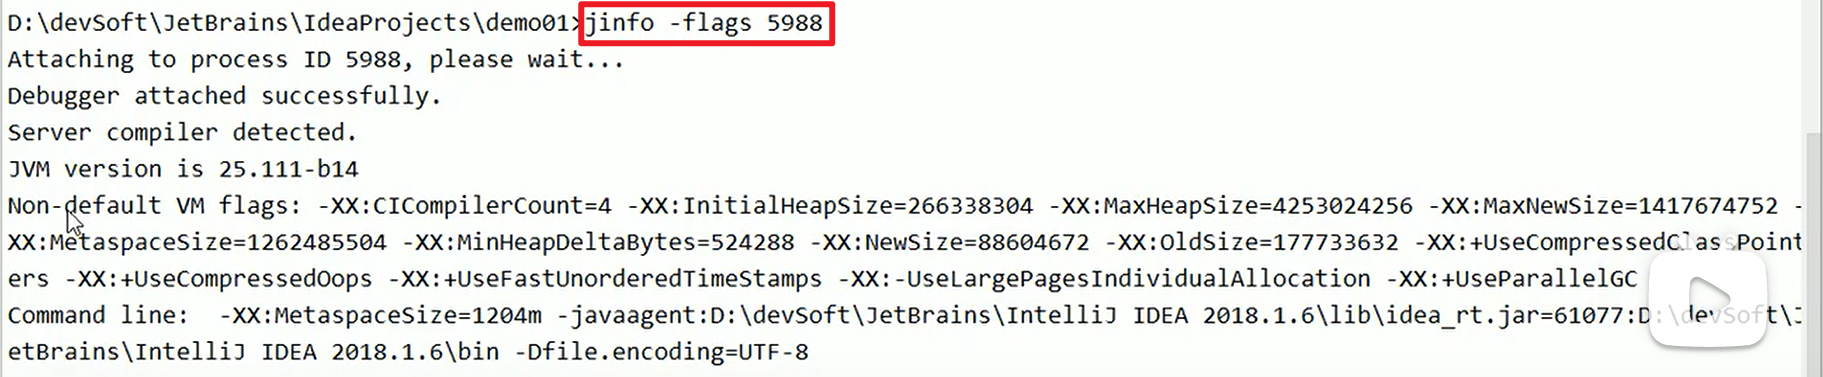 D:\devSoft\JetBrains\IdeaProjects\demo01>jinfo -flags 5988
Attaching to process ID 5988, please wait...
Debugger attached successfully.
Server compiler detected.
JVM version is 25.111-b14
Non-default VM flags: -XX:CICompilerCount=4 -XX:InitialHeapSize=266338304 -XX:MaxHeapSize=4253024256 -XX:MaxNewSize=1417674752 -
XX:MetaspaceSize=1262485504 -XX:MinHeapDeltaBytes=524288 -XX:NewSize=88604672 -XX:OldSize=177733632 -XX:+UseCompressedClassPoint
ers -XX:+UseCompressedOops -XX:+UseFastUnorderedTimeStamps -XX:-UseLargePagesIndividualAllocation -XX:+UseParallelGC
Command line:  -XX:MetaspaceSize=1204m -javaagent:D:\devSoft\JetBrains\IntelliJ IDEA 2018.1.6\lib\idea_rt.jar=61077:D:\devSoft\J
etBrains\IntelliJ IDEA 2018.1.6\bin -Dfile.encoding=UTF-8